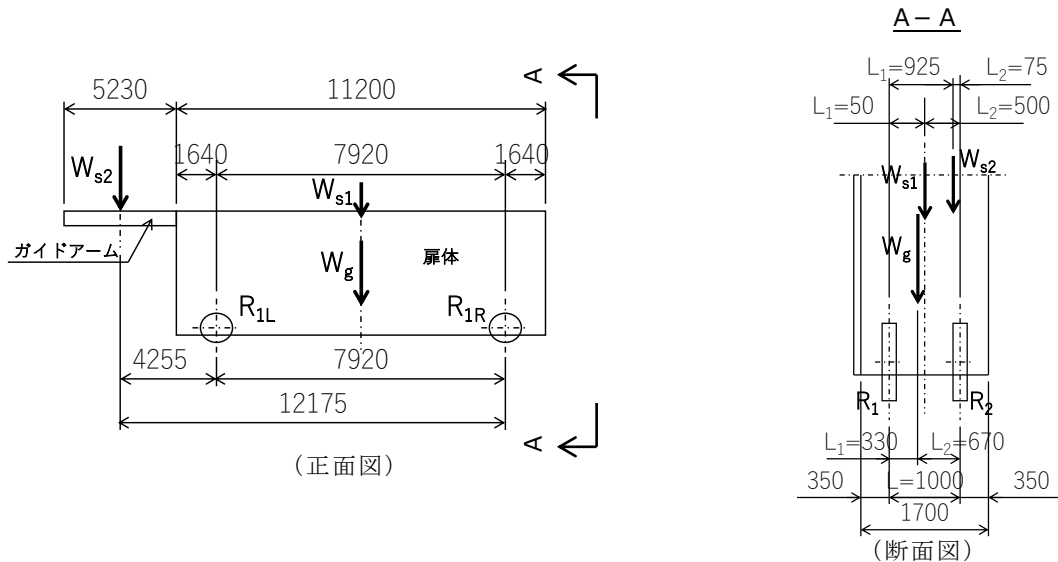 A－A
L1=925
L2=75
A
5230
11200
L1=50
L2=500
1640
7920
1640
Ws2
Ws1
Ws1
Ws2
ガイドアーム
Wg
扉体
Wg
R1L
R1R
4255
7920
R1
R2
12175
A
L1=330
L2=670
(正面図)
350
L=1000
350
1700
(断面図)